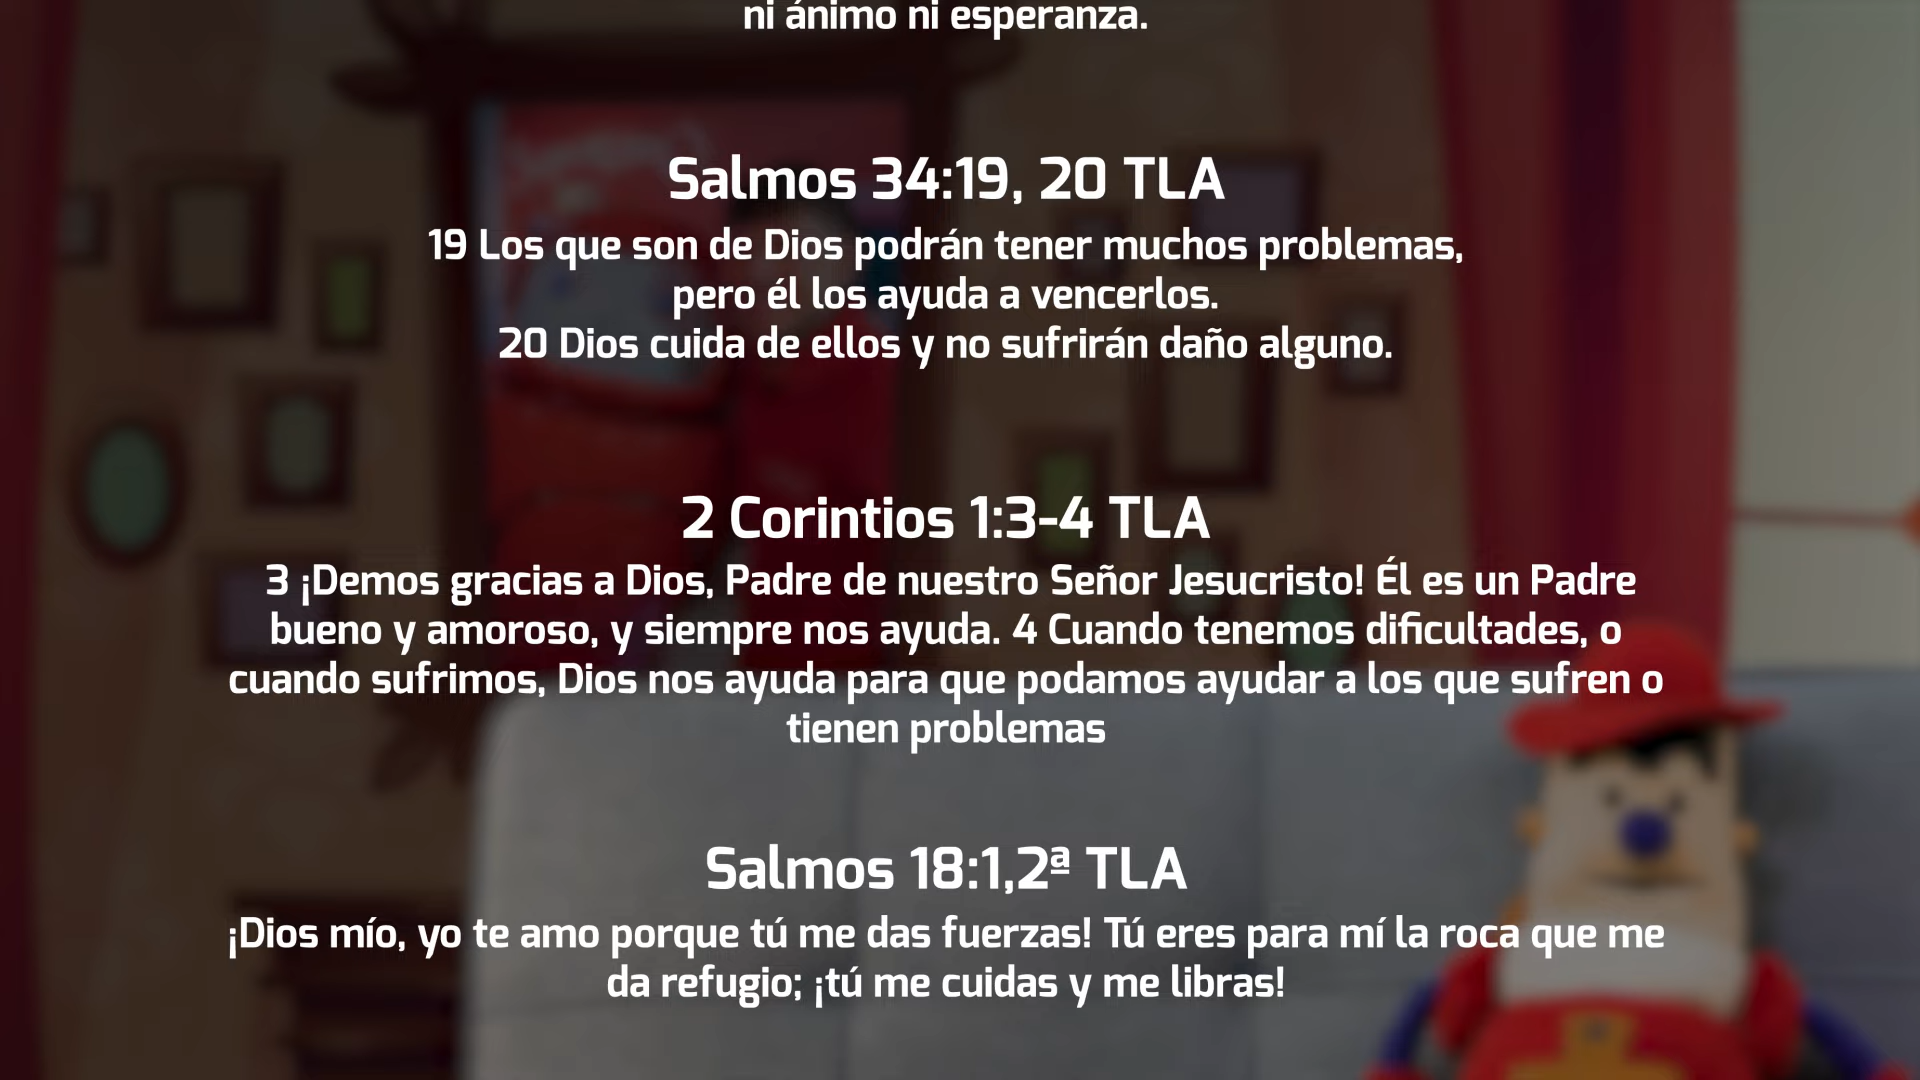 ni ánimo ni esperanza.
Salmos 34:19, 20 TLA
19 Los que son de Dios podrán tener muchos problemas,
pero él los ayuda a vencerlos.
20 Dios cuida de ellos y no sufrirán daño alguno.
2 Corintios 1:3-4 TLA
3 ¡Demos gracias a Dios, Padre de nuestro Señor Jesucristo! Él es un Padre
bueno y amoroso, y siempre nos ayuda. 4 Cuando tenemos dificultades, o
cuando sufrimos, Dios nos ayuda para que podamos ayudar a los que sufren o
tienen problemas
Salmos 18:1,2ª TLA
¡Dios mío, yo te amo porque tú me das fuerzas! Tú eres para mí la roca que me
da refugio; ¡tú me cuidas y me libras!